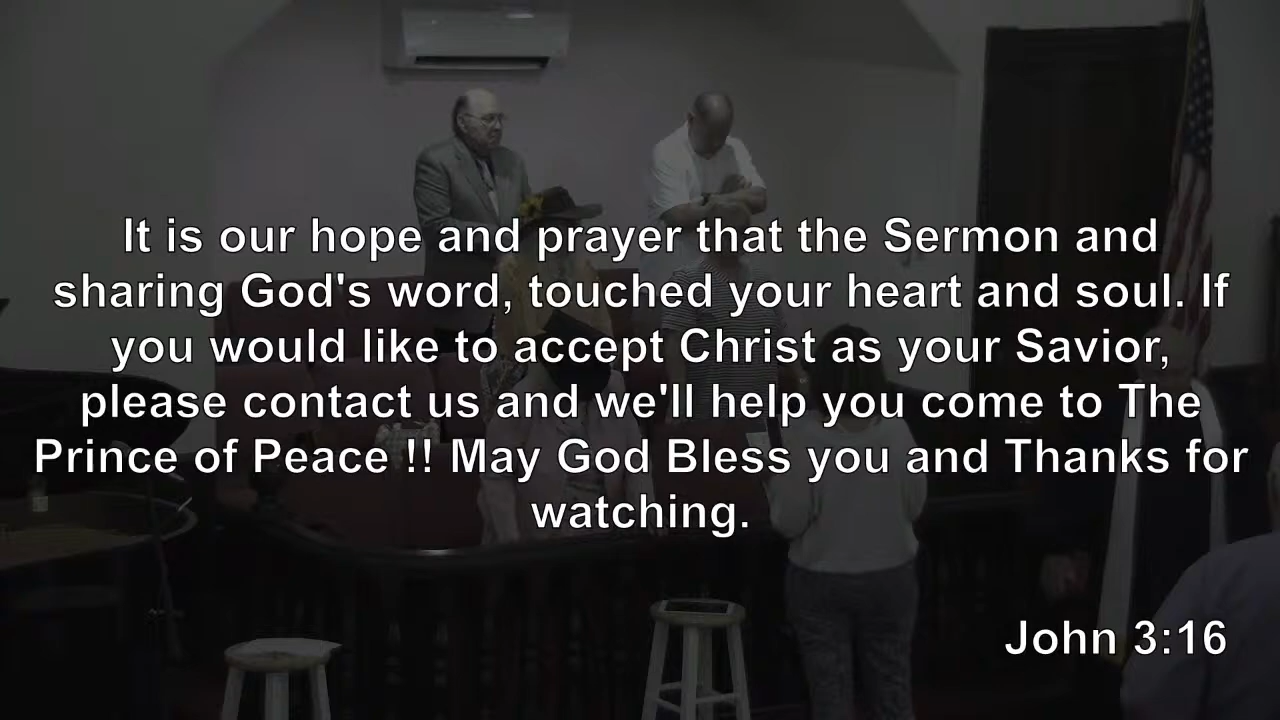 It is our hope and prayer that the Sermon and
sharing God's word, touched your heart and soul. If
you would like to accept Christ as your Savior,
please contact us and we'll help you come to The
Prince of Peace !! May God Bless you and Thanks for
watching.
John 3:16